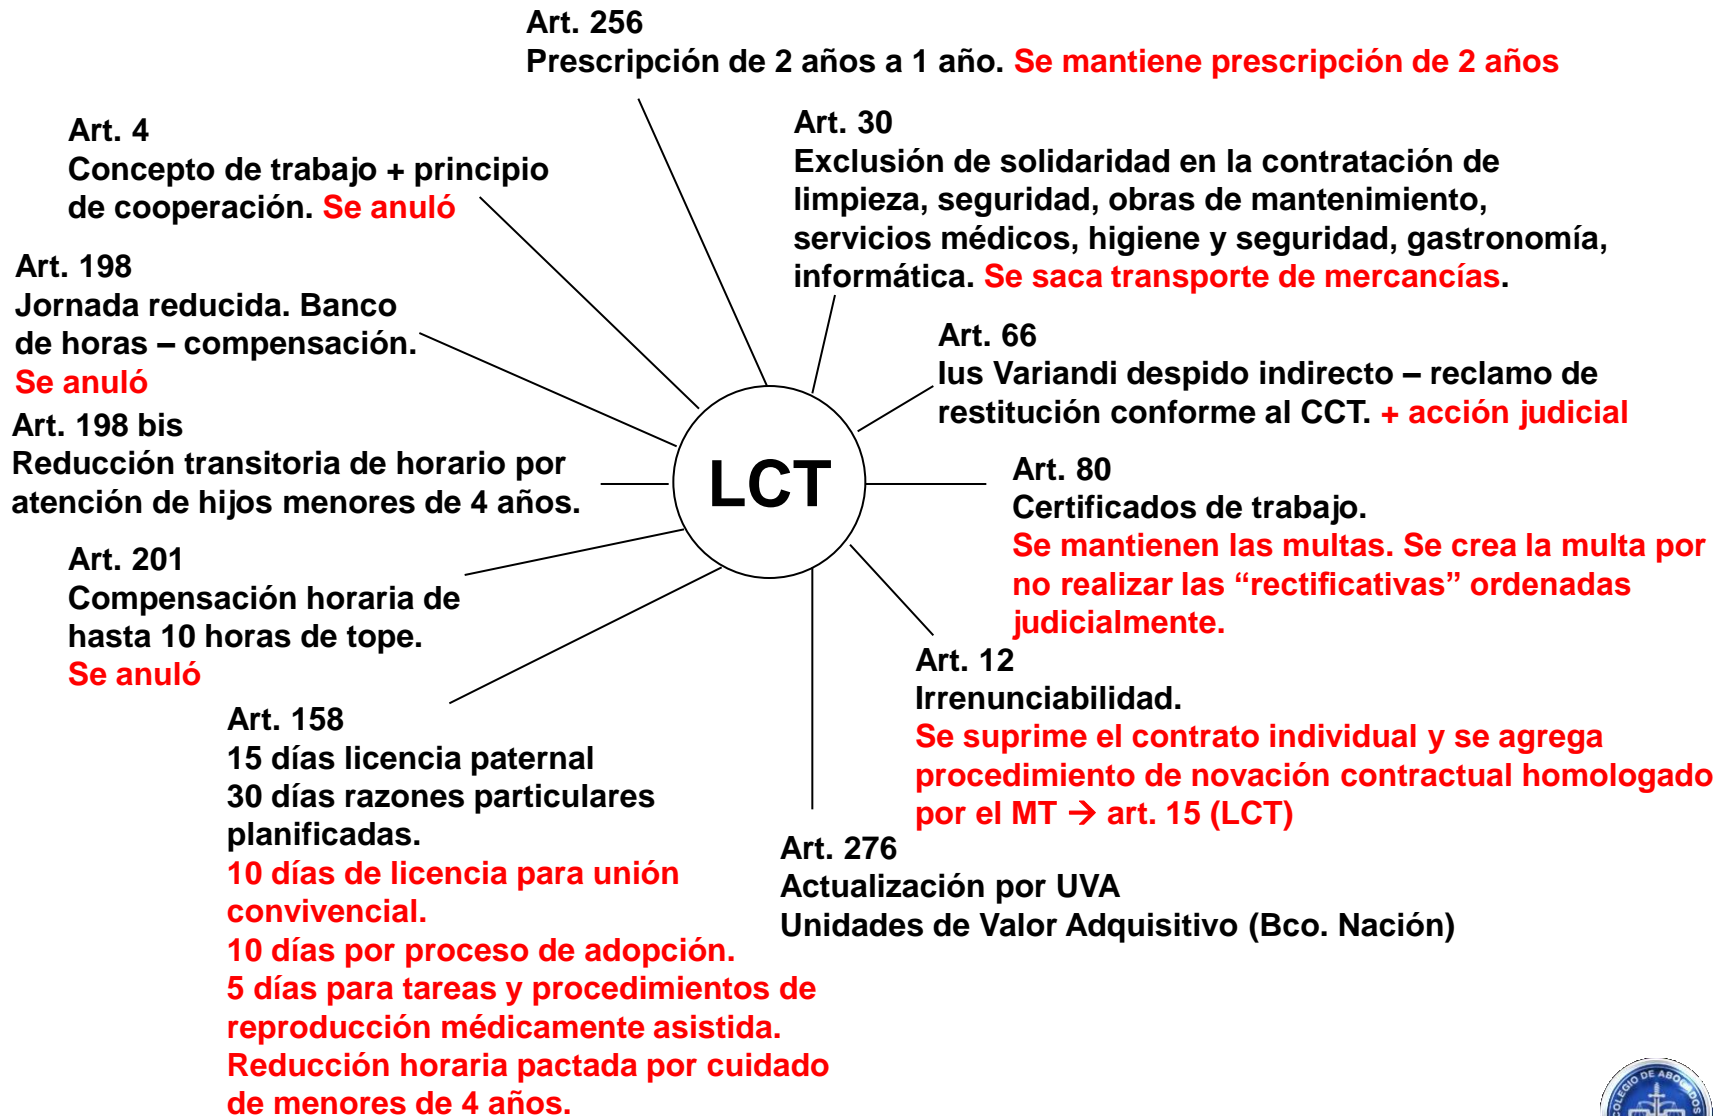 Art. 256
Prescripción de 2 años a 1 año. Se mantiene prescripción de 2 años
Art. 4
Concepto de trabajo + principio
de cooperación. Se anuló
Art. 30
Exclusión de solidaridad en la contratación de
limpieza, seguridad, obras de mantenimiento,
servicios médicos, higiene y seguridad, gastronomía,
informática. Se saca transporte de mercancías.
Art. 198
Jornada reducida. Banco
de horas – compensación.
Se anuló
Art. 66
Ius Variandi despido indirecto – reclamo de
restitución conforme al CCT. + acción judicial
Art. 198 bis
Reducción transitoria de horario por
atención de hijos menores de 4 años.
LCT
Art. 80
Certificados de trabajo.
Se mantienen las multas. Se crea la multa por
no realizar las “rectificativas” ordenadas
judicialmente.
Art. 201
Compensación horaria de
hasta 10 horas de tope.
Se anuló
Art. 12
Irrenunciabilidad.
Se suprime el contrato individual y se agrega
procedimiento de novación contractual homologado
por el MT → art. 15 (LCT)
Art. 158
15 días licencia paternal
30 días razones particulares
planificadas.
10 días de licencia para unión
convivencial.
10 días por proceso de adopción.
5 días para tareas y procedimientos de
reproducción médicamente asistida.
Reducción horaria pactada por cuidado
de menores de 4 años.
Art. 276
Actualización por UVA
Unidades de Valor Adquisitivo (Bco. Nación)
COLEGIO DE ABOGADOS